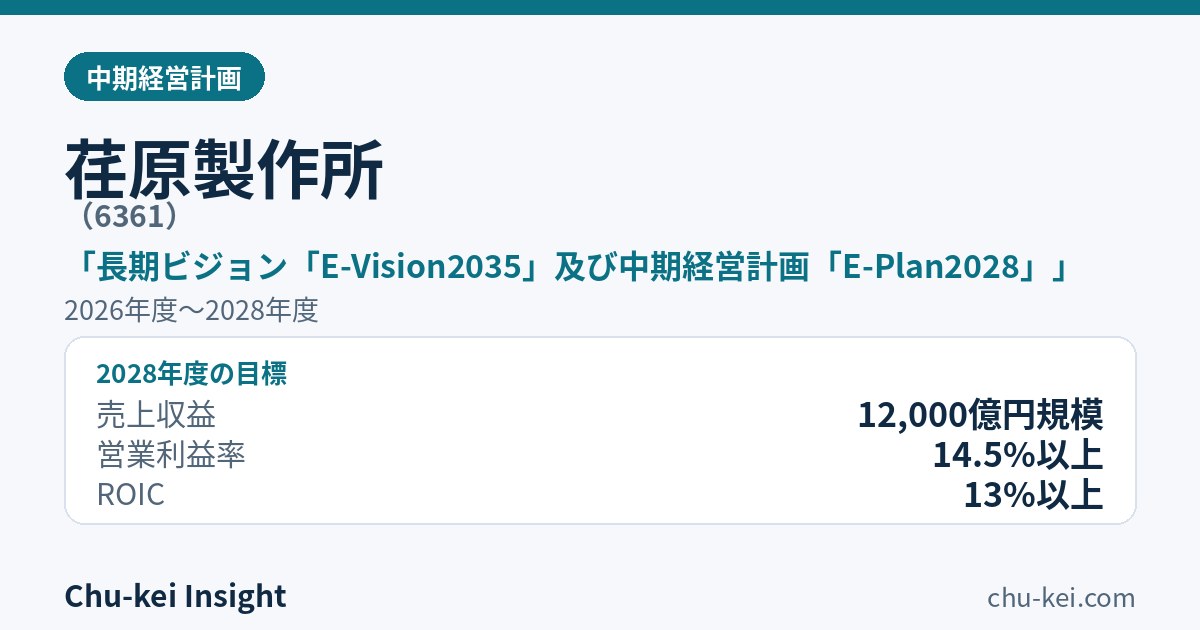 中期経営計画
荏原製作所
（6361）
「長期ビジョン「E-Vision2035」及び中期経営計画「E-Plan2028」」
2026年度～2028年度
2028年度の目標
売上収益 12,000億円規模
営業利益率 14.5%以上
ROIC 13%以上
Chu-kei Insight chu-kei.com